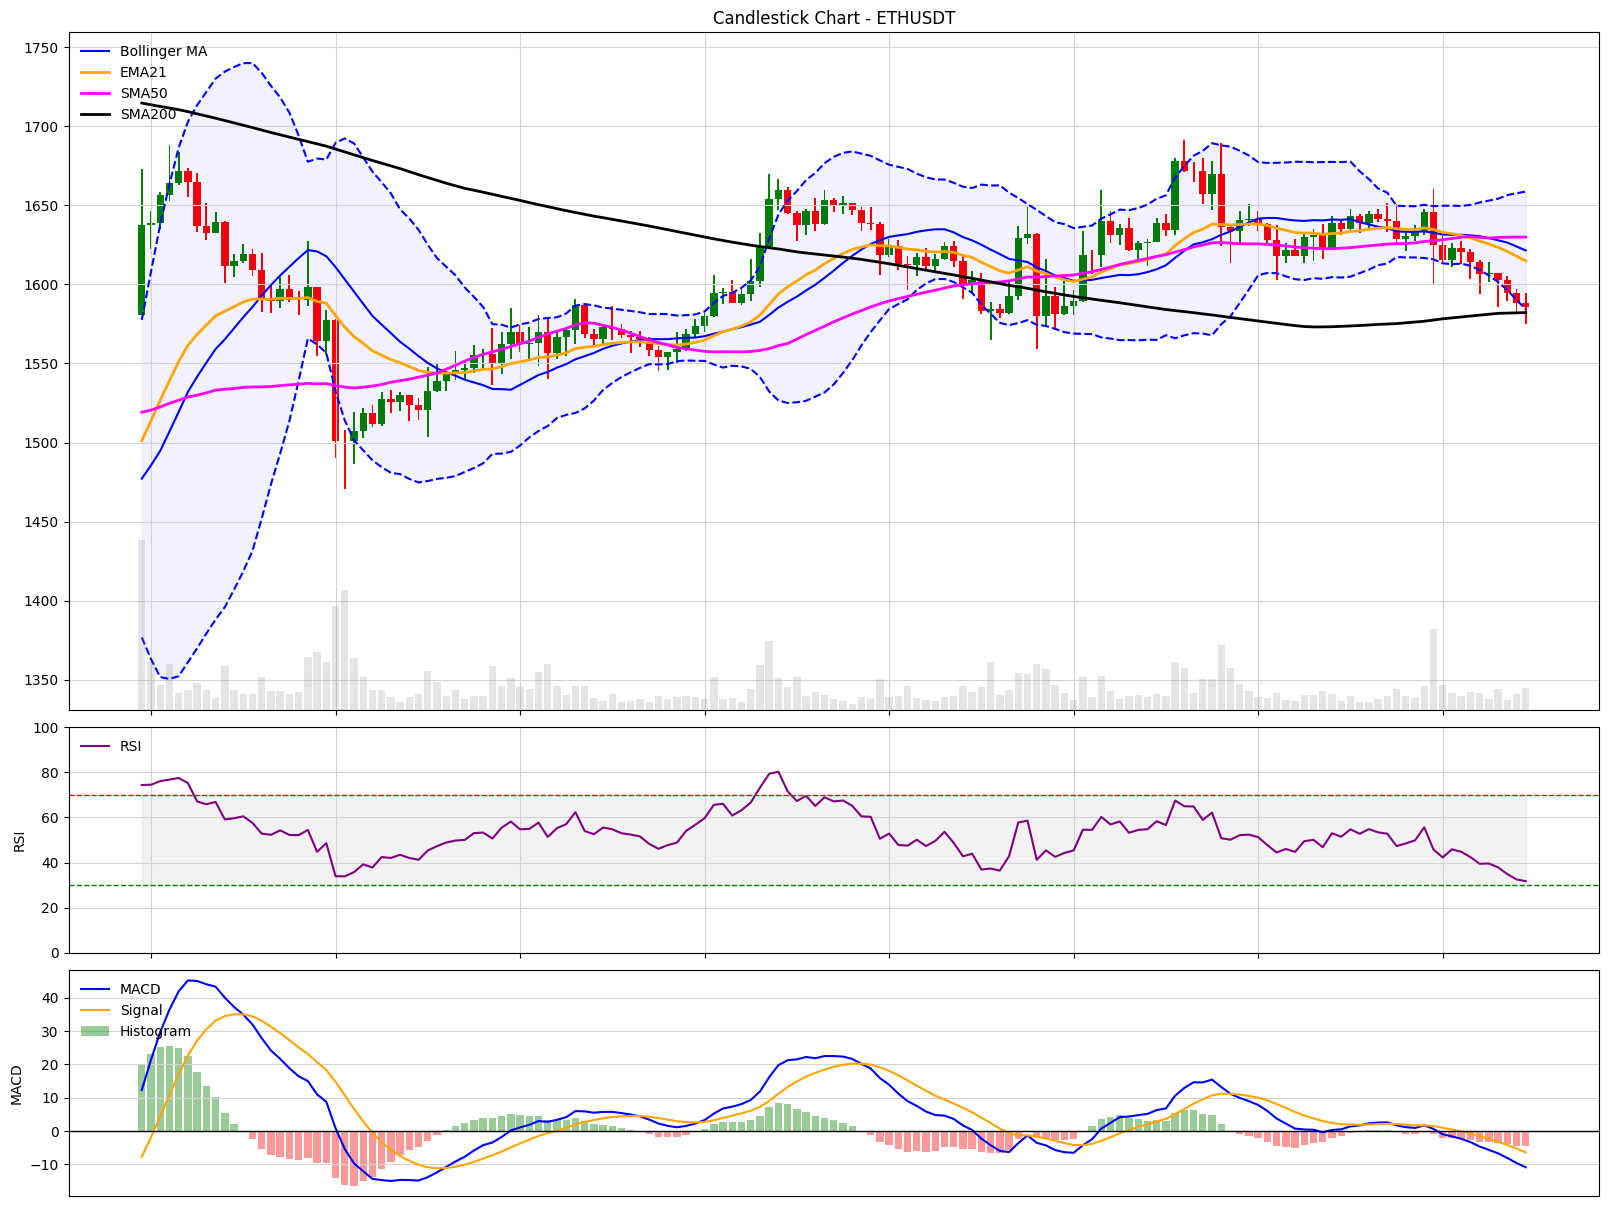 Candlestick Chart - ETHUSDT
Bollinger MA
EMA21
SMA50
SMA200
1750
1700
1650
1600
1550
1500
1450
1400
1350
RSI
100
80
60
40
20
0
RSI
MACD
Signal
Histogram
40
30
20
10
0
−10
MACD